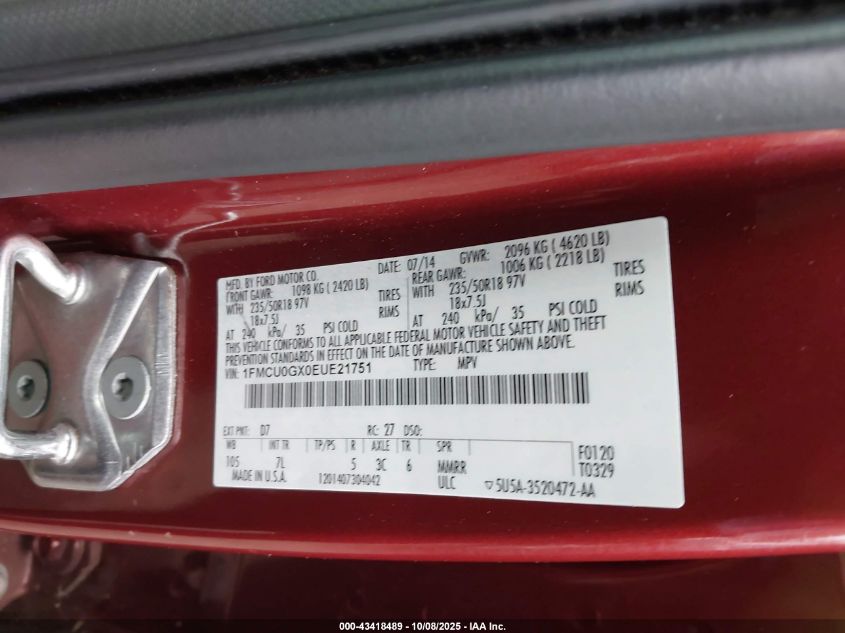 MFD. BY FORD MOTOR CO. DATE: 07/14 GVWR: 2096 KG ( 4620 LB)
FRONT GAWR: 1098 KG ( 2420 LB) REAR GAWR: 1006 KG ( 2218 LB)
WITH 235/50R18 97V TIRES WITH 235/50R18 97V TIRES
18x7.5J RIMS 18x7.5J RIMS
AT 240 kPa/ 35 PSI COLD AT 240 kPa/ 35 PSI COLD
THIS VEHICLE CONFORMS TO ALL APPLICABLE FEDERAL MOTOR VEHICLE SAFETY AND THEFT
PREVENTION STANDARDS IN EFFECT ON THE DATE OF MANUFACTURE SHOWN ABOVE.
VIN: 1FMCU0GX0EUE21751 TYPE: MPV
EXT PNT: D7 RC: 27 DSO:
WB INT TR TP/PS R AXLE TR SPR
105 7L 5 3C 6 MMRR
F0120
T0329
MADE IN U.S.A. 1201407304042 ULC ▽5U5A-3520472-AA
000-43418489 - 10/08/2025 - IAA Inc.